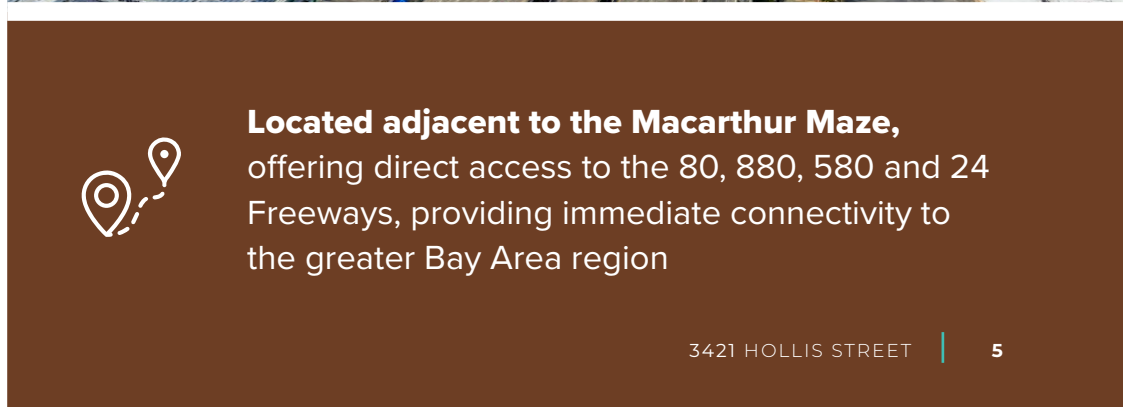 Located adjacent to the Macarthur Maze,
offering direct access to the 80, 880, 580 and 24
Freeways, providing immediate connectivity to
the greater Bay Area region
3421 HOLLIS STREET | 5